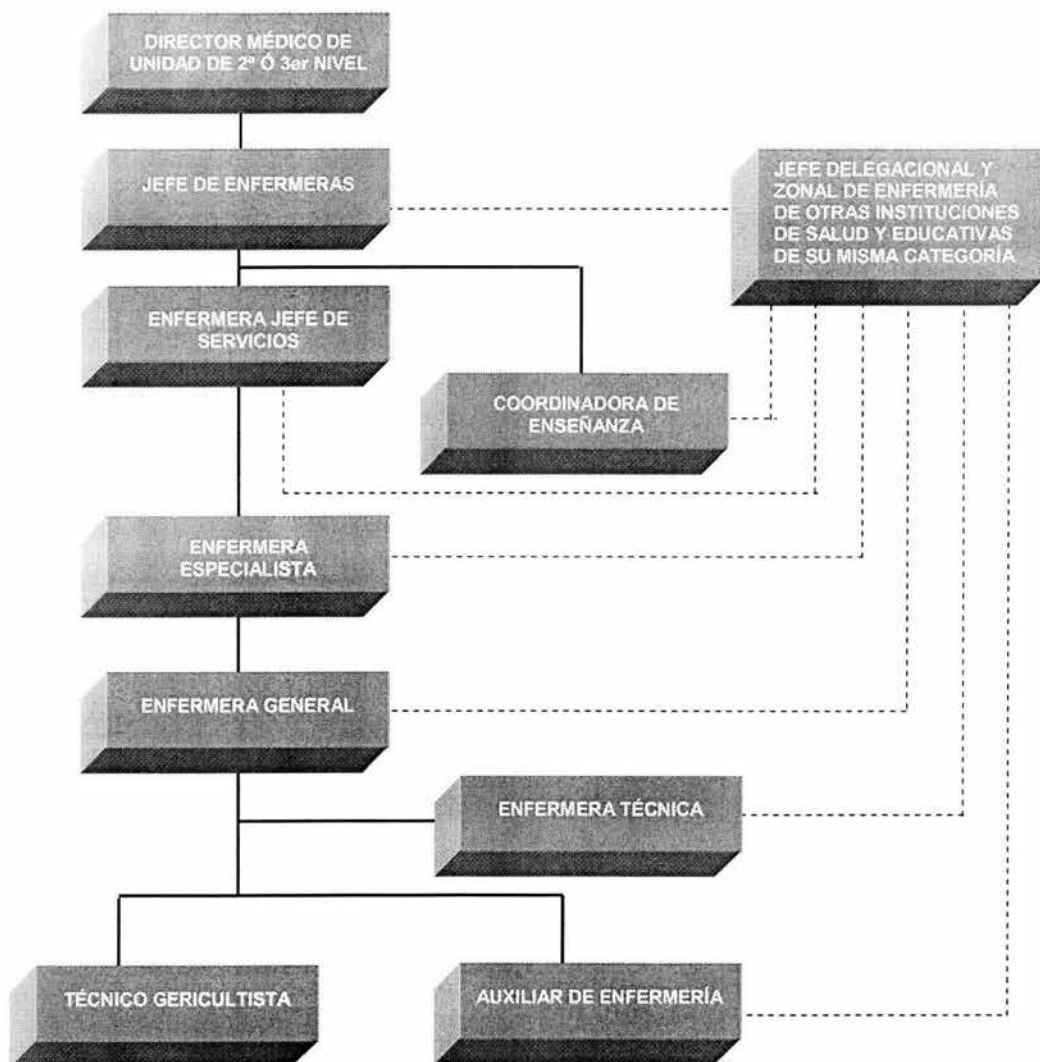 DIRECTOR MÉDICO DE
UNIDAD DE 2ª Ó 3er NIVEL
JEFE DE ENFERMERAS
JEFE DELEGACIONAL Y
ZONAL DE ENFERMERÍA
DE OTRAS INSTITUCIONES
DE SALUD Y EDUCATIVAS
DE SU MISMA CATEGORÍA
ENFERMERA JEFE DE
SERVICIOS
COORDINADORA DE
ENSEÑANZA
ENFERMERA
ESPECIALISTA
ENFERMERA GENERAL
ENFERMERA TÉCNICA
TÉCNICO GERICULTISTA
AUXILIAR DE ENFERMERÍA